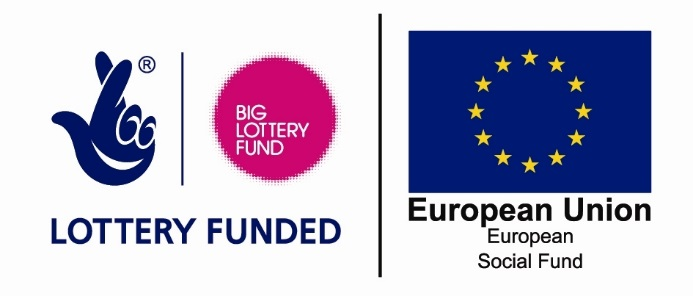 ®
BIG
LOTTERY
FUND
LOTTERY FUNDED
European Union
European
Social Fund